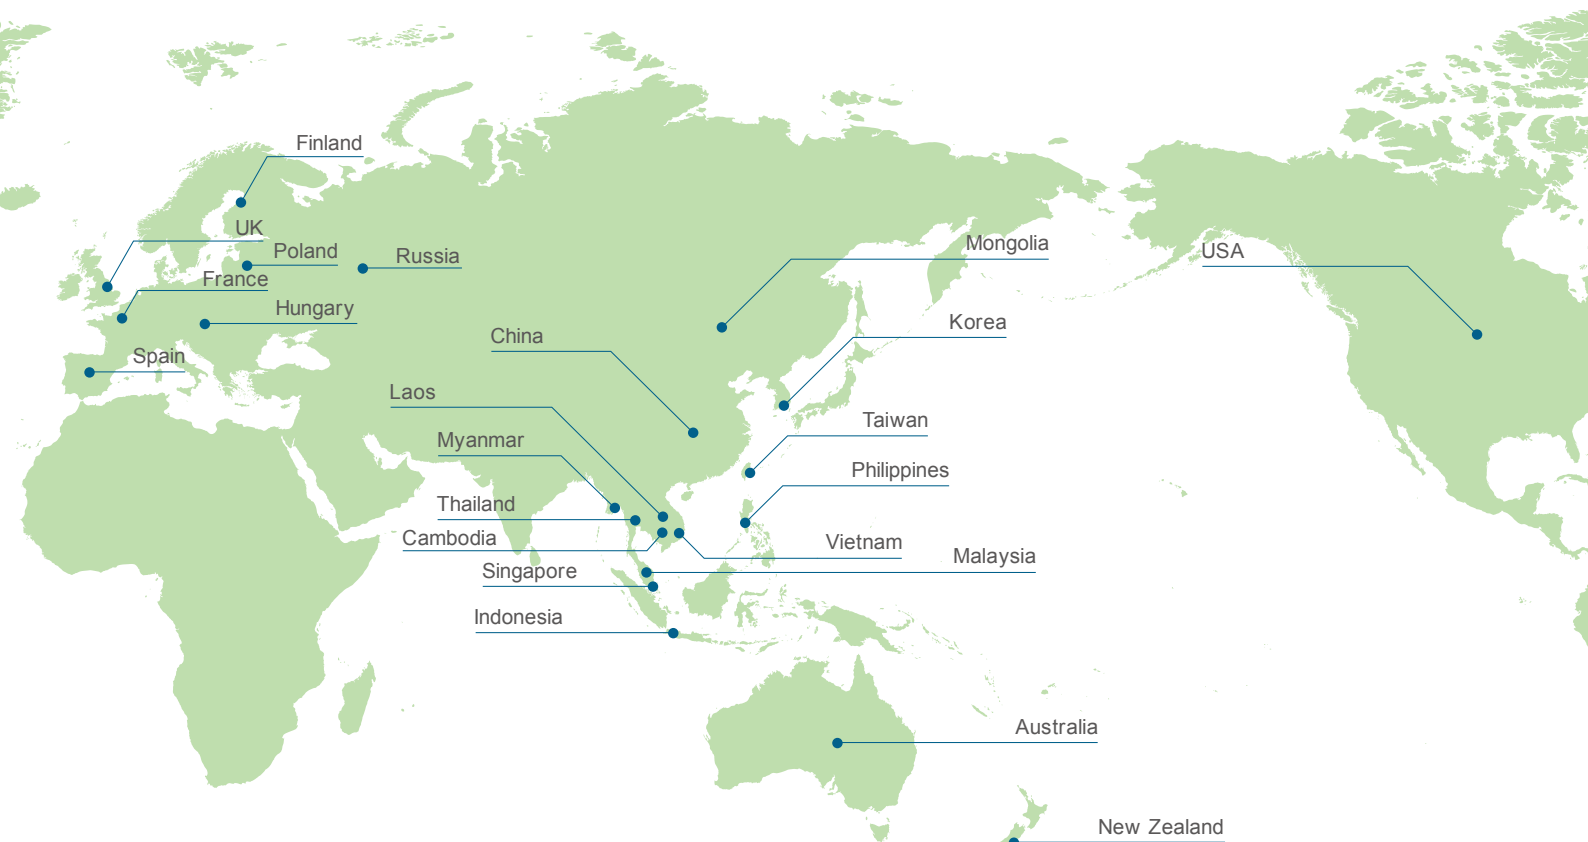 Finland
UK
Poland
Russia
Mongolia
USA
France
Hungary
Korea
China
Spain
Laos
Taiwan
Myanmar
Philippines
Thailand
Cambodia
Vietnam
Malaysia
Singapore
Indonesia
Australia
New Zealand